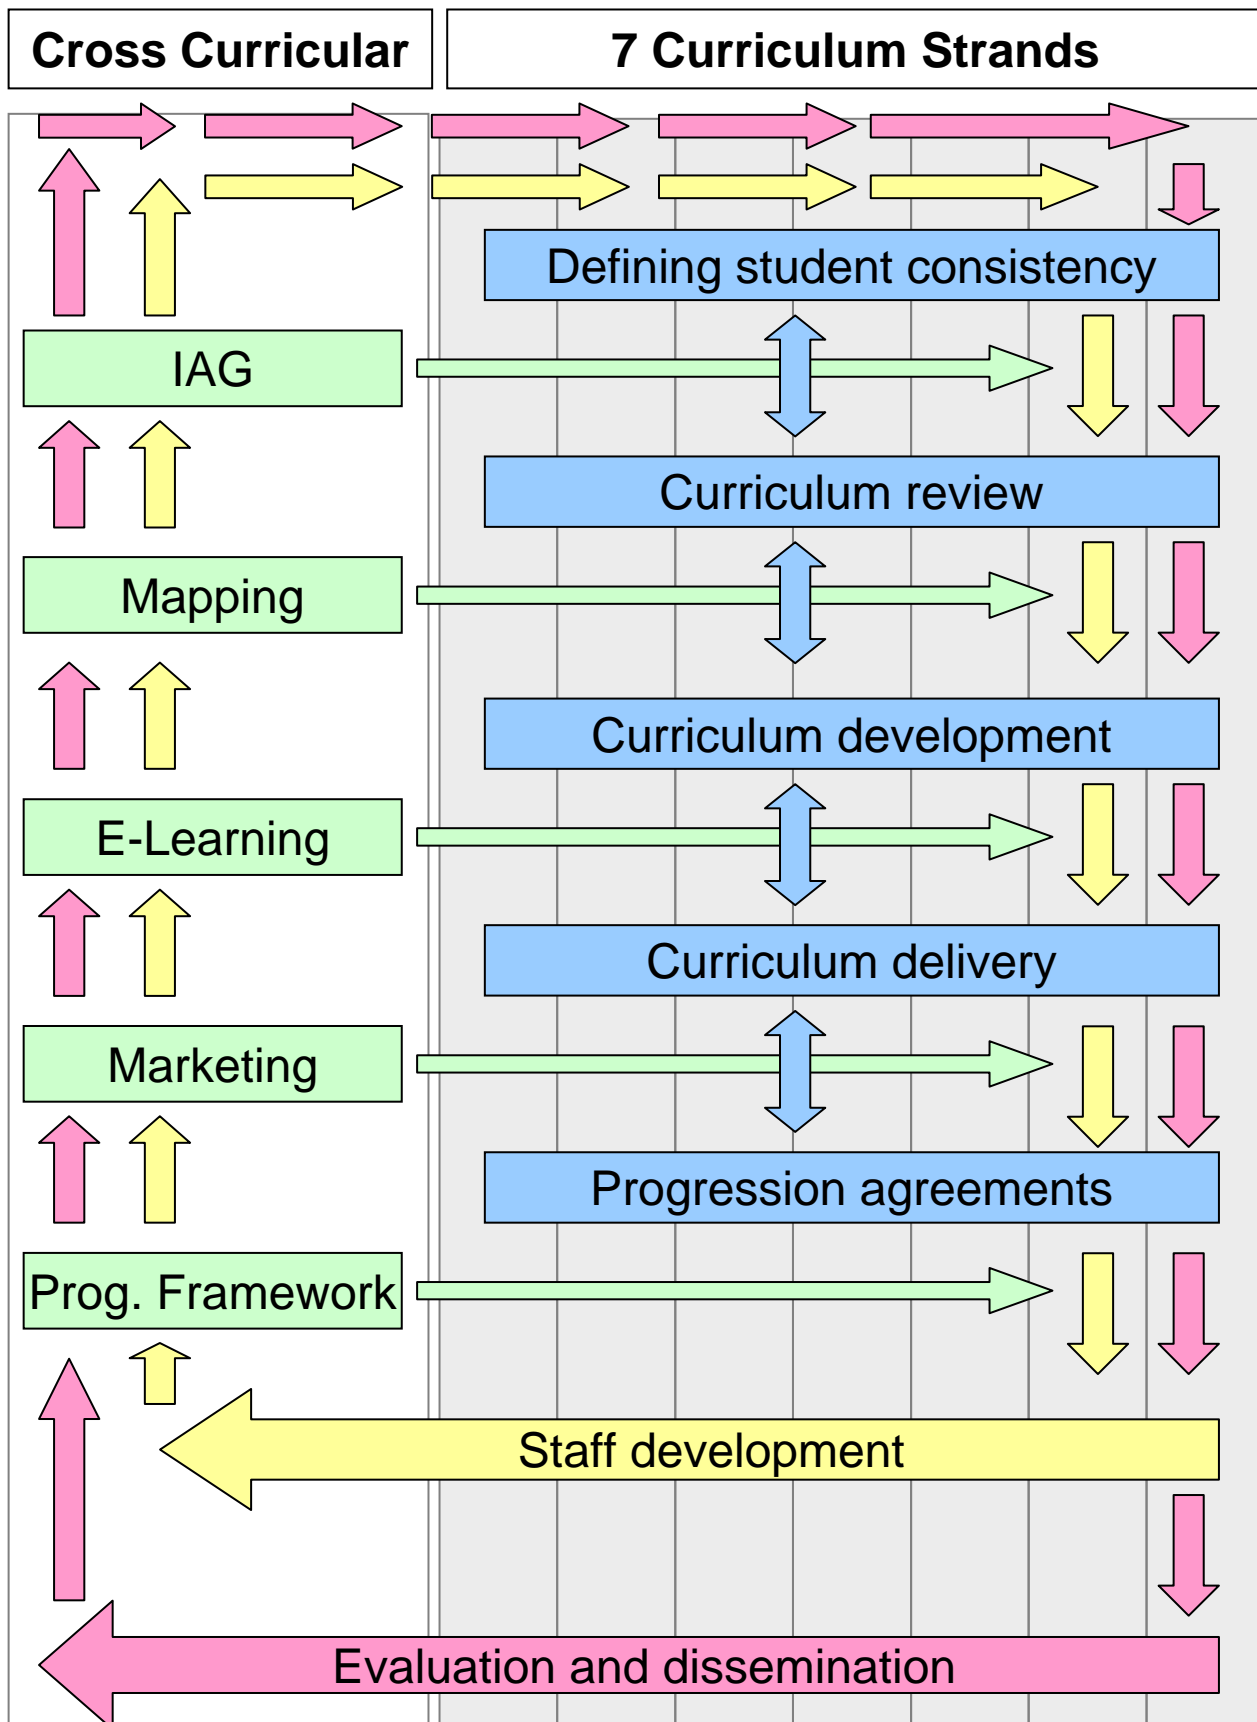 Cross Curricular
7 Curriculum Strands
Defining student consistency
IAG
Curriculum review
Mapping
Curriculum development
E-Learning
Curriculum delivery
Marketing
Progression agreements
Prog. Framework
Staff development
Evaluation and dissemination